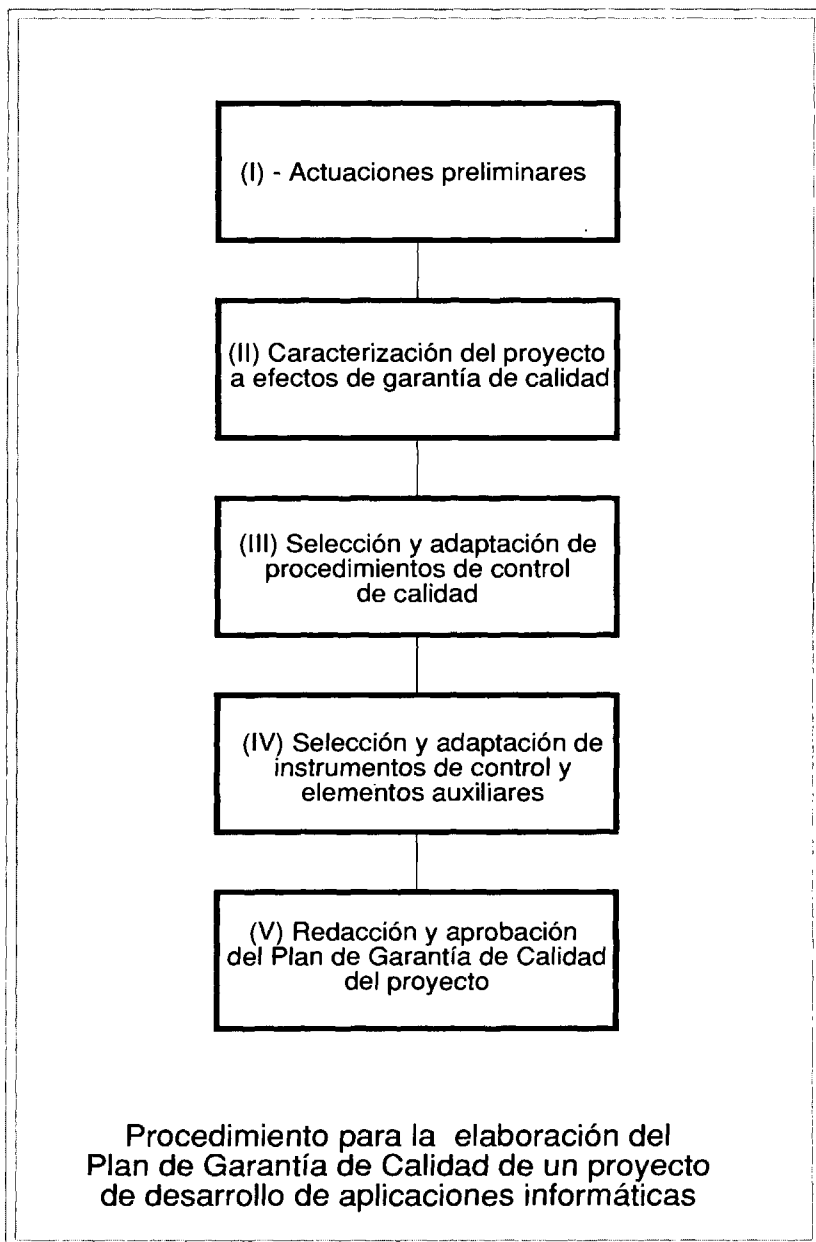 (I) - Actuaciones preliminares
(II) Caracterización del proyecto
a efectos de garantía de calidad
(III) Selección y adaptación de
procedimientos de control
de calidad
(IV) Selección y adaptación de
instrumentos de control y
elementos auxiliares
(V) Redacción y aprobación
del Plan de Garantía de Calidad
del proyecto
Procedimiento para la elaboración del
Plan de Garantía de Calidad de un proyecto
de desarrollo de aplicaciones informáticas